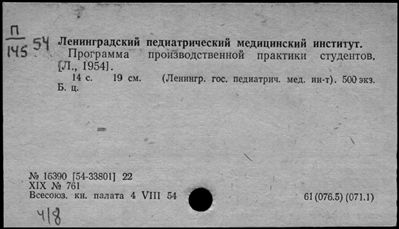 П
145
54
Ленинградский педиатрический медицинский институт.
Программа производственной практики студентов.
[Л., 1954].
14 с. 19 см. (Ленингр. гос. педиатрич. мед. ин-т). 500 экз.
Б. ц.
№ 16390 [54-33801] 22
XIX № 761
Всесоюз. кн. палата 4 VIII 54
61 (076.5) (071.1)
4/8